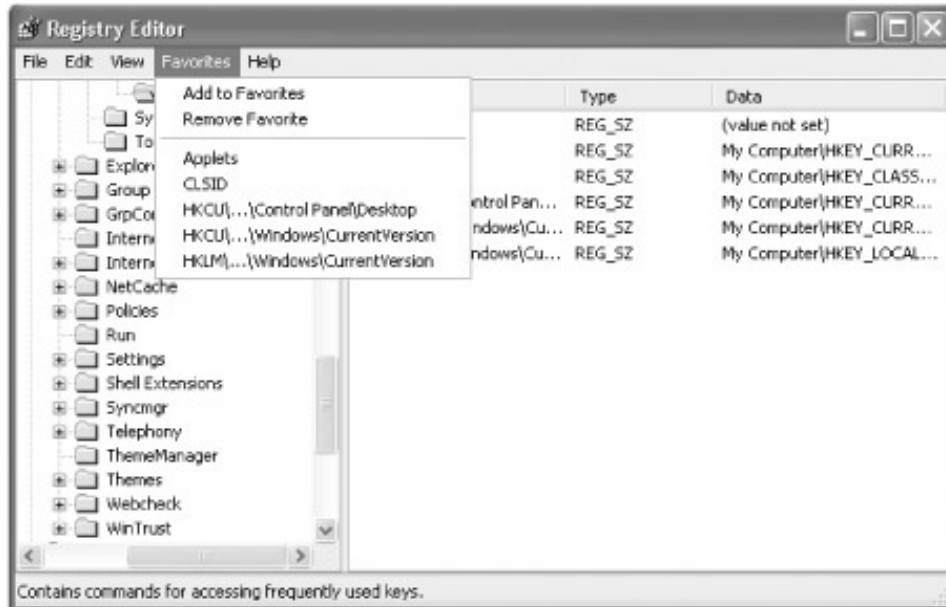 Registry Editor
File Edit View Favorites Help
Add to Favorites
Remove Favorite
Applets
CLSID
HKCU\...\Control Panel\Desktop
HKCU\...\Windows\CurrentVersion
HKLM\...\Windows\CurrentVersion
Sy
To
Explor
Group
GrpCo
Intern
Intern
NetCache
Policies
Run
Settings
Shell Extensions
Syncmgr
Telephony
ThemeManager
Themes
Webcheck
WinTrust
Type Data
REG_SZ (value not set)
REG_SZ My Computer\HKEY_CURR...
REG_SZ My Computer\HKEY_CLASS...
ntrol Pan... REG_SZ My Computer\HKEY_CURR...
ndows\Cu... REG_SZ My Computer\HKEY_CURR...
ndows\Cu... REG_SZ My Computer\HKEY_LOCAL...
Contains commands for accessing frequently used keys.